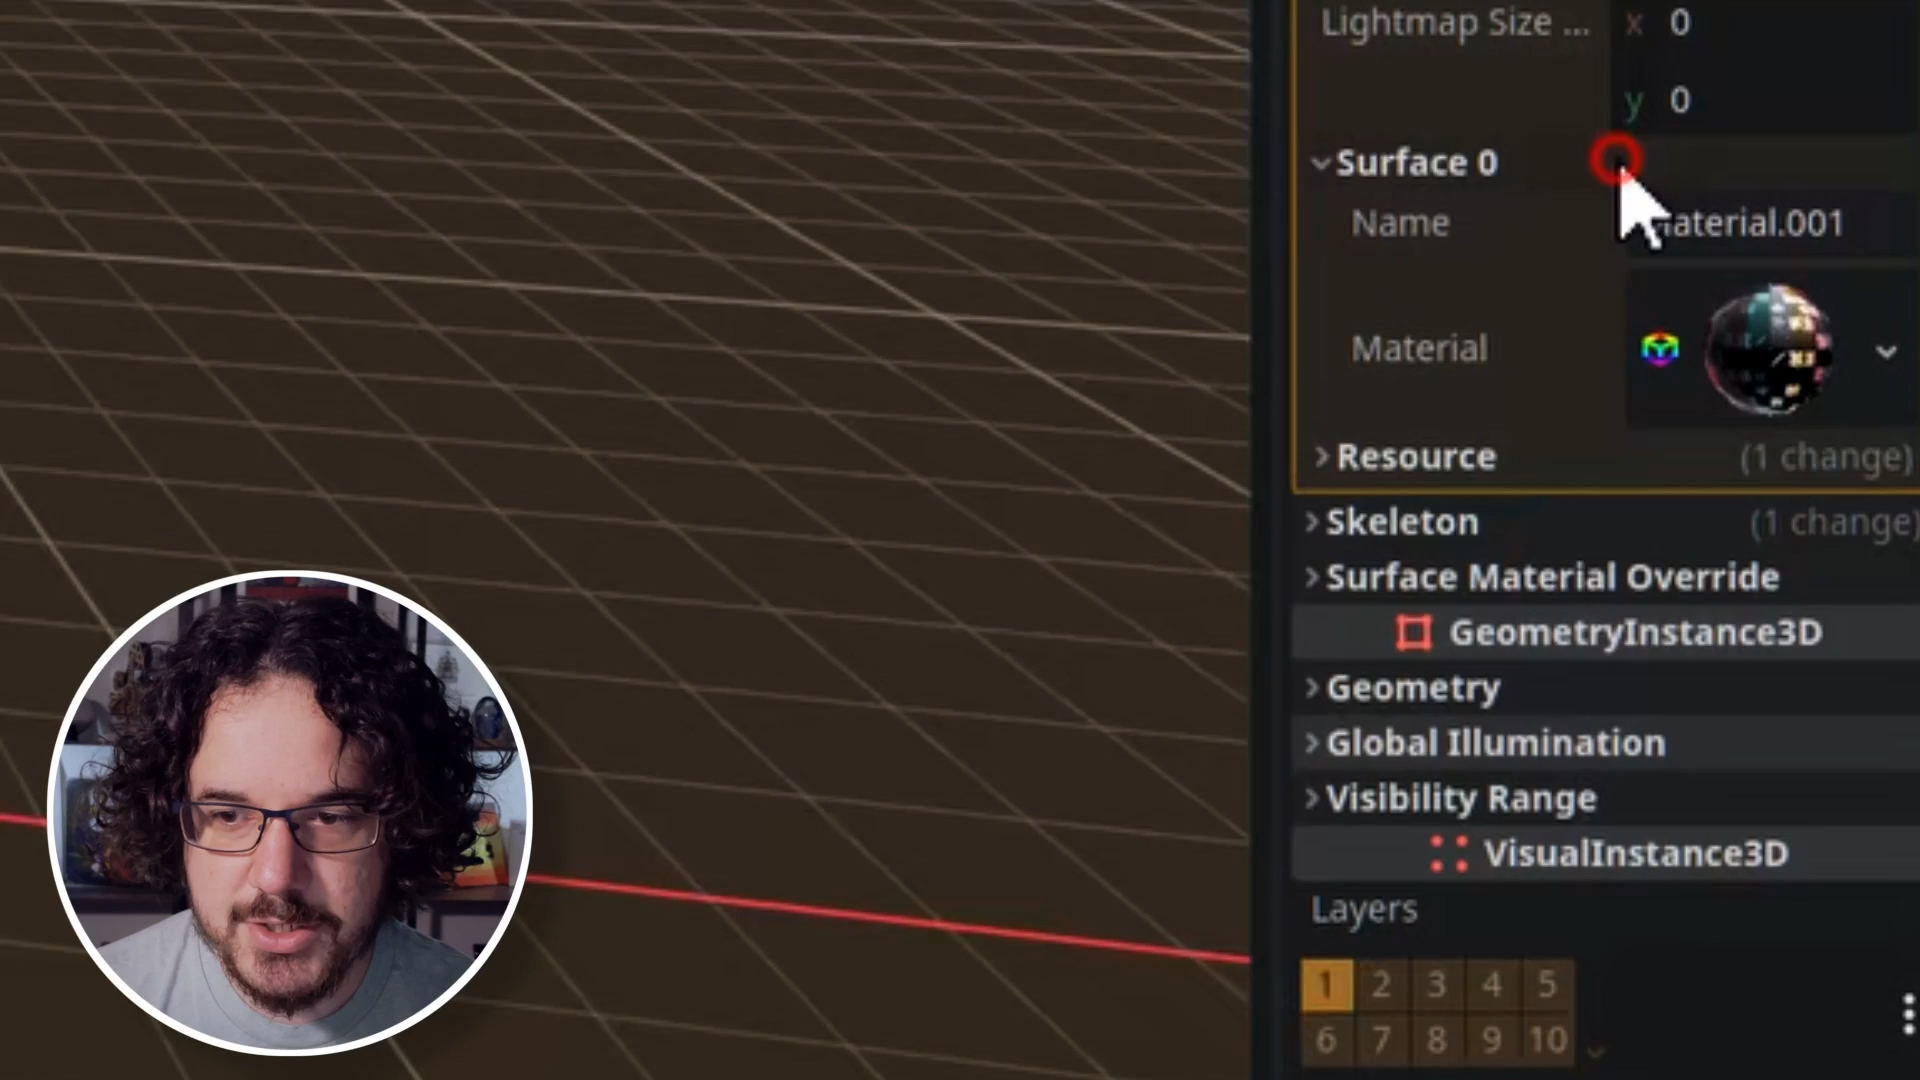 Lightmap Size ... x 0
y 0
Surface 0
Name aterial.001
Material
Resource (1 change)
Skeleton (1 change)
Surface Material Override
GeometryInstance3D
Geometry
Global Illumination
Visibility Range
VisualInstance3D
Layers
1 2 3 4 5
6 7 8 9 10